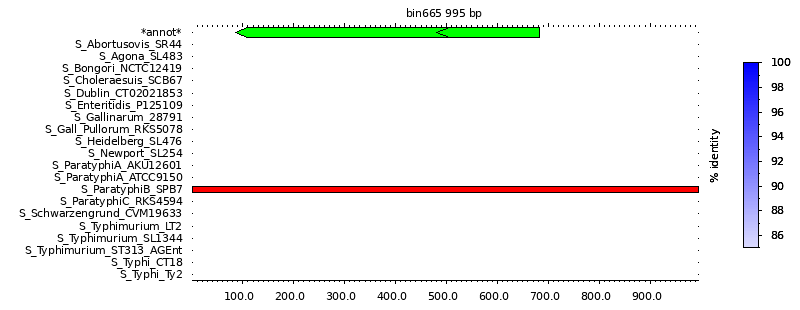 bin665 995 bp
*annot*
S_Abortusovis_SR44
S_Agona_SL483
S_Bongori_NCTC12419
S_Choleraesuis_SCB67
S_Dublin_CT02021853
S_Enteritidis_P125109
S_Gallinarum_28791
S_Gall_Pullorum_RKS5078
S_Heidelberg_SL476
S_Newport_SL254
S_ParatyphiA_AKU12601
S_ParatyphiA_ATCC9150
S_ParatyphiB_SPB7
S_ParatyphiC_RKS4594
S_Schwarzengrund_CVM19633
S_Typhimurium_LT2
S_Typhimurium_SL1344
S_Typhimurium_ST313_AGEnt
S_Typhi_CT18
S_Typhi_Ty2
100.0 200.0 300.0 400.0 500.0 600.0 700.0 800.0 900.0
% identity
100
98
96
94
92
90
88
86